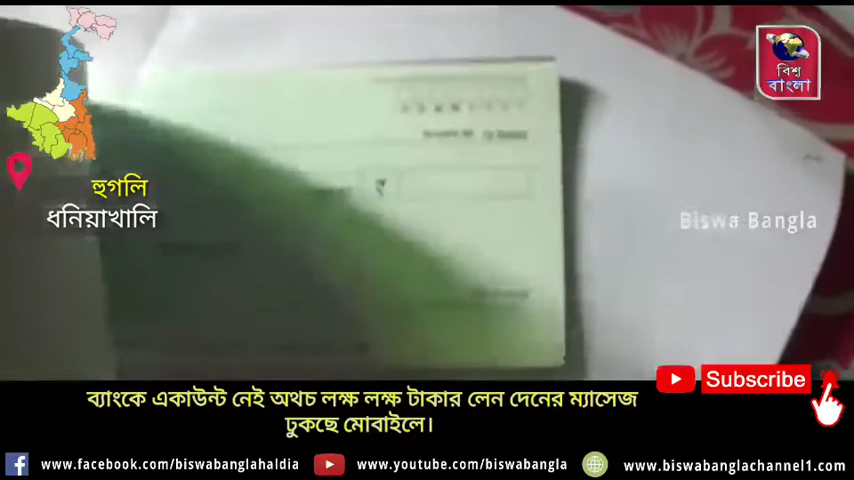 বিশ্ব
বাংলা
হুগলি
ধনিয়াখালি
Biswa Bangla
Subscribe
ব্যাংকে একাউন্ট নেই অথচ লক্ষ লক্ষ টাকার লেন দেনের ম্যাসেজ
ঢুকছে মোবাইলে।
www.facebook.com/biswabanglahaldia
www.youtube.com/biswabangla
www.biswabanglachannel1.com